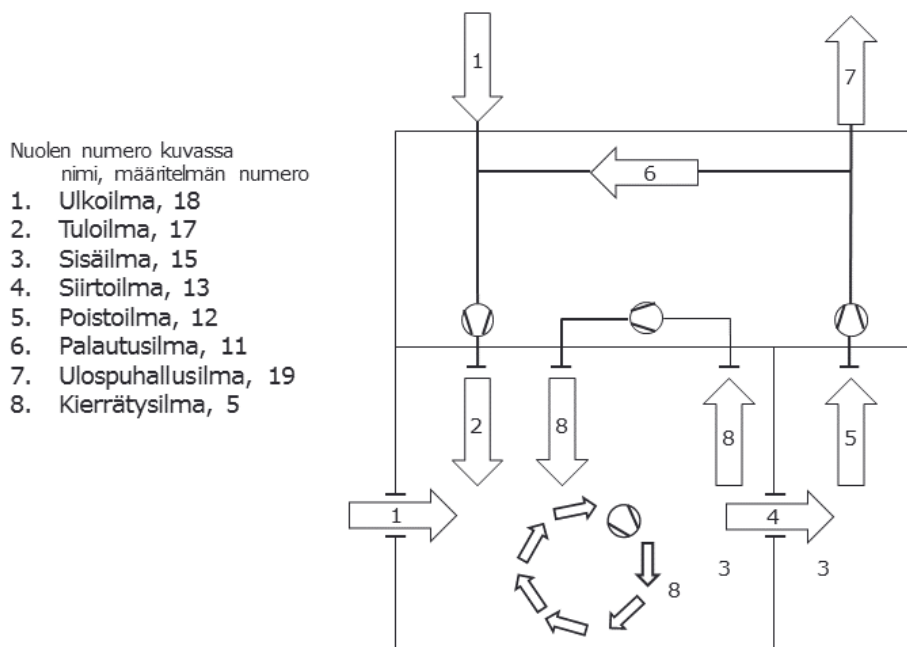 Nuolen numero kuvassa
nimi, määritelmän numero
1. Ulkoilma, 18
2. Tuloilma, 17
3. Sisäilma, 15
4. Siirtoilma, 13
5. Poistoilma, 12
6. Palautusilma, 11
7. Ulospuhallusilma, 19
8. Kierrätysilma, 5
1
7
6
2
8
8
5
1
4
3
3
8